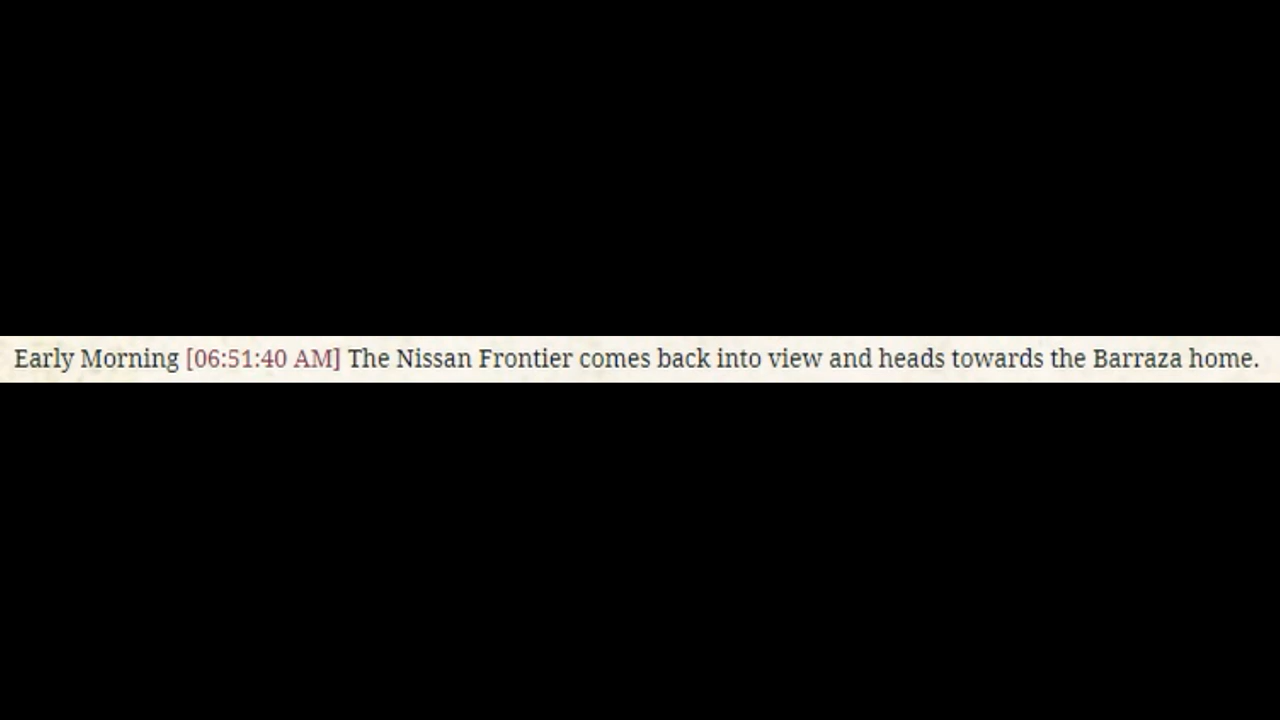 Early Morning [06:51:40 AM] The Nissan Frontier comes back into view and heads towards the Barraza home.